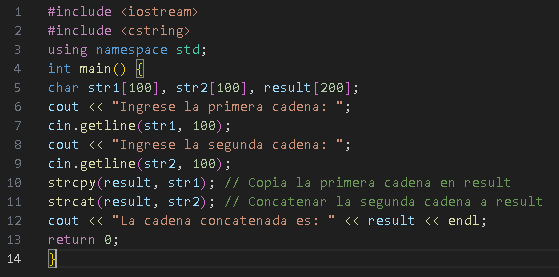 1 #include <iostream>
2 #include <cstring>
3 using namespace std;
4 int main() {
5 char str1[100], str2[100], result[200];
6 cout << "Ingrese la primera cadena: ";
7 cin.getline(str1, 100);
8 cout << "Ingrese la segunda cadena: ";
9 cin.getline(str2, 100);
10 strcpy(result, str1); // Copia la primera cadena en result
11 strcat(result, str2); // Concatenar la segunda cadena a result
12 cout << "La cadena concatenada es: " << result << endl;
13 return 0;
14 }